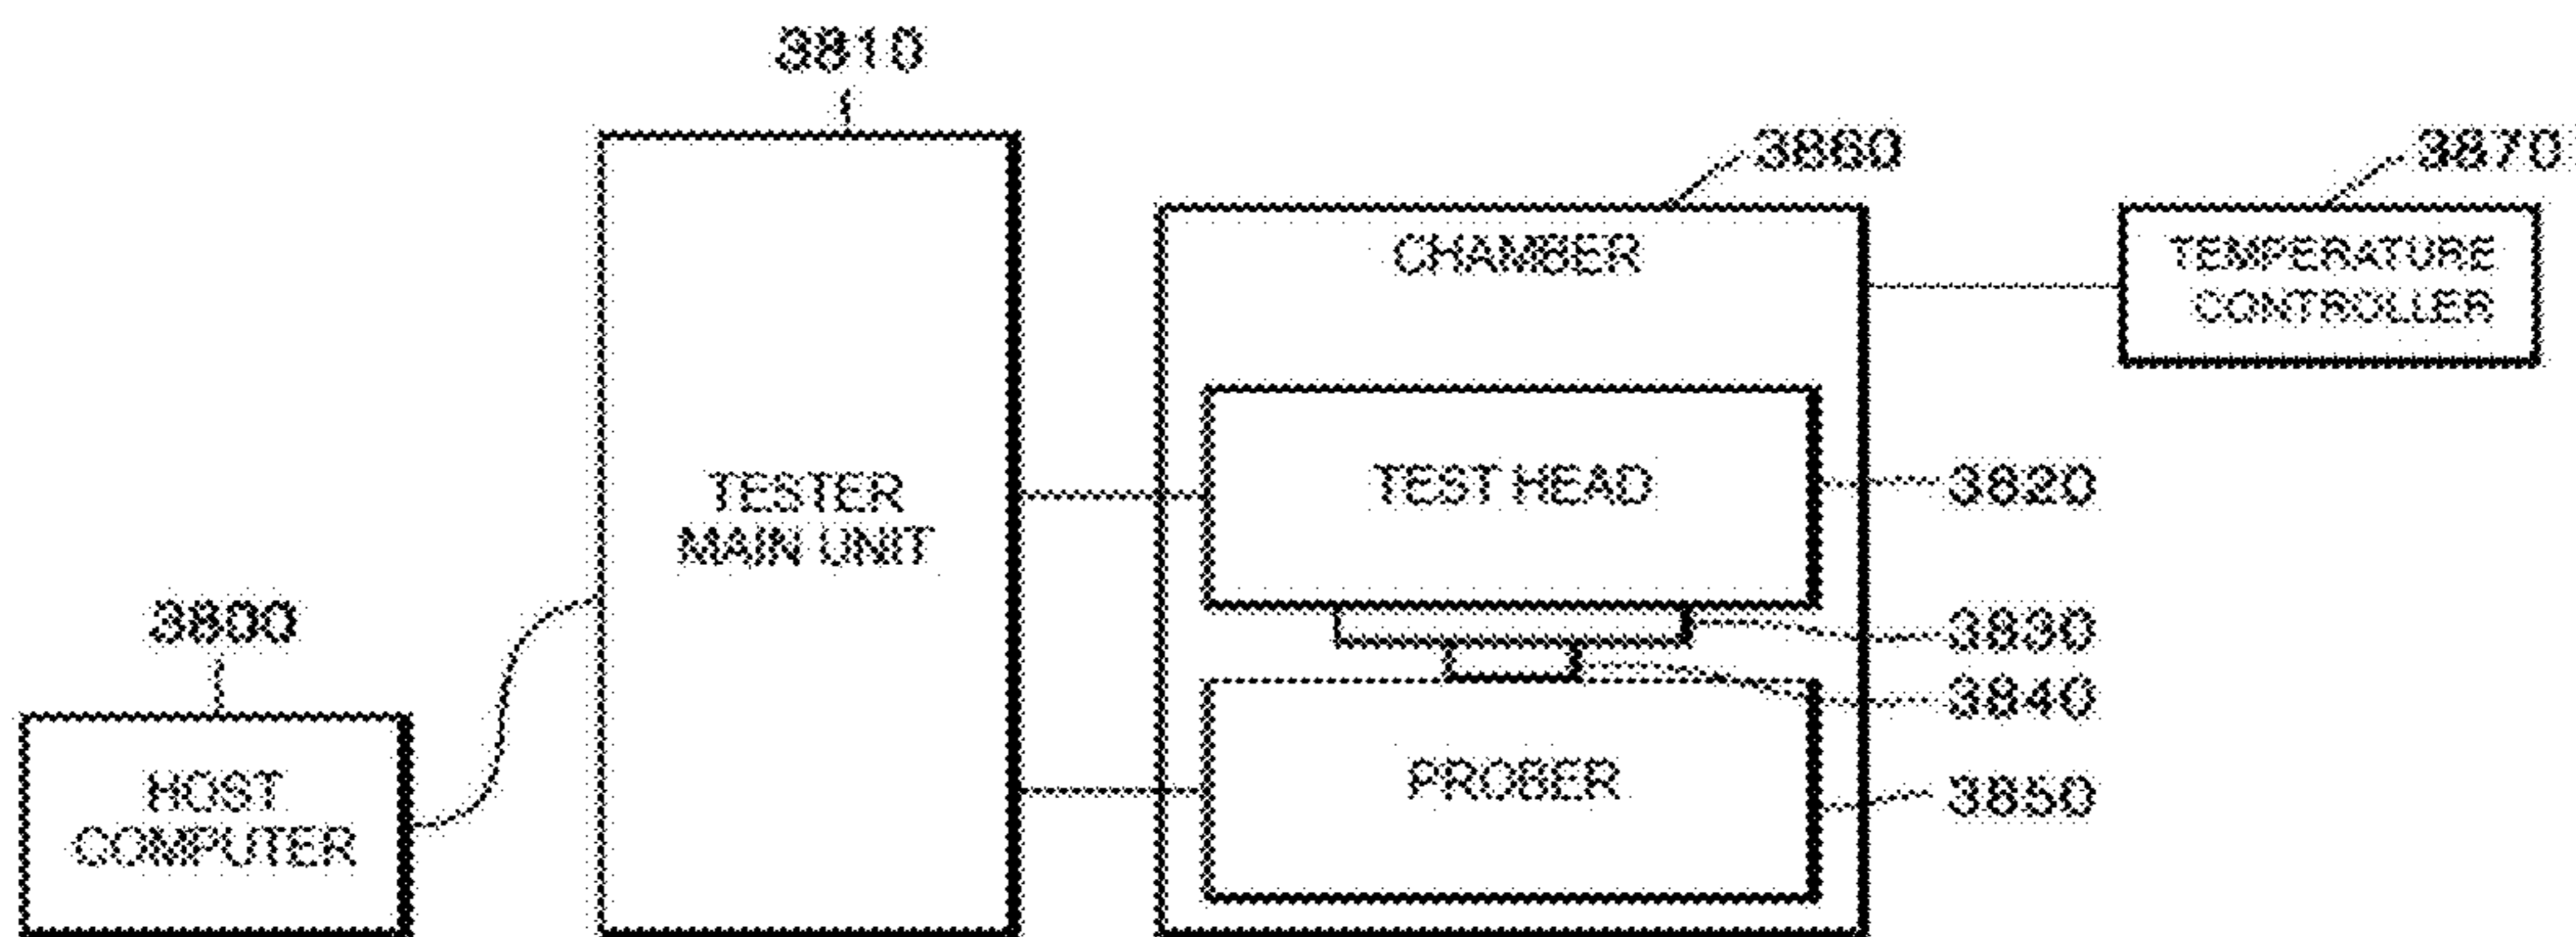 3810
3860
3870
CHAMBER
TEMPERATURE
CONTROLLER
TEST HEAD
3820
TESTER
MAIN UNIT
3800
3830
3840
HOST
COMPUTER
PROBER
3850